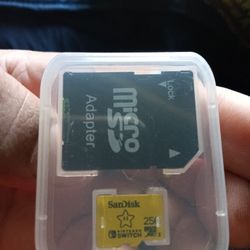 Lock
Micro
SD
Adapter
SanDisk
NINTENDO
SWITCH
256